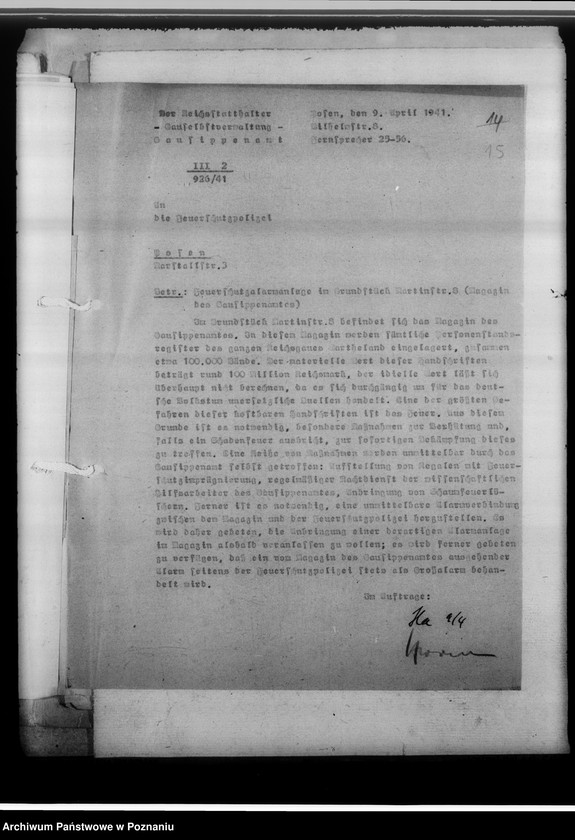 Der Reichsstatthalter
- Gauselbstverwaltung -
Gausippenamt
Posen, den 9. April 1941.
Wilhelmstr.8.
Fernsprecher 25-56.
14
15
III 2
926/41
An
die Feuerschutzpolizei
Posen
Marstallstr.3
Betr.: Feuerschutzalarmanlage in Grundstück Martinstr.8 (Magazin
des Gausippenamtes)
Im Grundstück Martinstr.8 befindet sich das Magazin des
Gausippenamtes. In diesem Magazin werden sämtliche Personenstands-
register des ganzen Reichsgaues Wartheland eingelagert, zusammen
etwa 100.000 Bände. Der materielle Wert dieser Handschriften
beträgt rund 100 Million Reichsmark, der ideelle Wert läßt sich
überhaupt nicht berechnen, da es sich durchgängig um für das deut-
sche Volkstum unersetzliche Quellen handelt. Eine der größten Ge-
fahren dieser kostbaren Handschriften ist das Feuer. Aus diesem
Grunde ist es notwendig, besondere Maßnahmen zur Verhütung und,
falls ein Schadenfeuer ausbricht, zur sofortigen Bekämpfung dieses
zu treffen. Eine Reihe von Maßnahmen werden unmittelbar durch das
Gausippenamt selbst getroffen: Aufstellung von Regalen mit Feuer-
schutzimprägnierung, regelmäßiger Nachtdienst der wissenschaftlichen
Hilfsarbeiter des Gausippenamtes, Anbringung von Schaumfeuerlö-
schern. Ferner ist es notwendig, eine unmittelbare Alarmverbindung
zwischen dem Magazin und der Feuerschutzpolizei herzustellen. Es
wird daher gebeten, die Anbringung einer derartigen Alarmanlage
im Magazin alsbald veranlassen zu wollen; es wird ferner gebeten
zu verfügen, daß ein vom Magazin des Gausippenamtes ausgehender
Alarm seitens der Feuerschutzpolizei stets als Großalarm behan-
delt wird.
Im Auftrage:
9/4
Archiwum Państwowe w Poznaniu